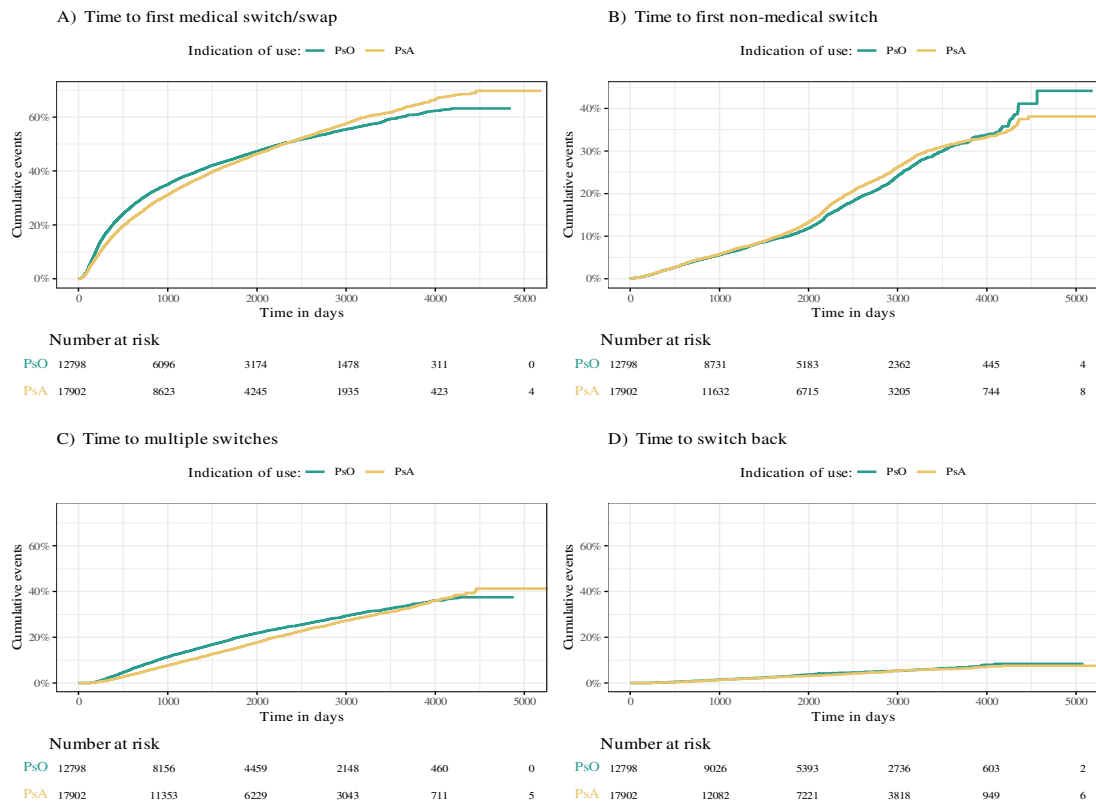 A) Time to first medical switch/swap
Indication of use: PsO PsA
Cumulative events
60%
40%
20%
0%
0 1000 2000 3000 4000 5000
Time in days
Number at risk
PsO 12798 6096 3174 1478 311 0
PsA 17902 8623 4245 1935 423 4
B) Time to first non-medical switch
Indication of use: PsO PsA
Cumulative events
40%
30%
20%
10%
0%
0 1000 2000 3000 4000 5000
Time in days
Number at risk
PsO 12798 8731 5183 2362 445 4
PsA 17902 11632 6715 3205 744 8
C) Time to multiple switches
Indication of use: PsO PsA
Cumulative events
60%
40%
20%
0%
0 1000 2000 3000 4000 5000
Time in days
Number at risk
PsO 12798 8156 4459 2148 460 0
PsA 17902 11353 6229 3043 711 5
D) Time to switch back
Indication of use: PsO PsA
Cumulative events
60%
40%
20%
0%
0 1000 2000 3000 4000 5000
Time in days
Number at risk
PsO 12798 9026 5393 2736 603 2
PsA 17902 12082 7221 3818 949 6